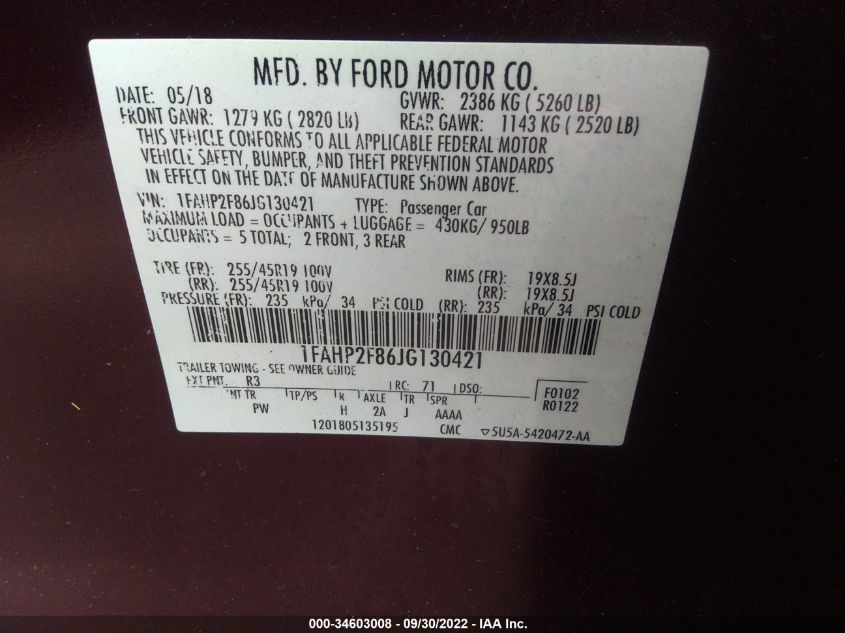 MFD. BY FORD MOTOR CO.
DATE: 05/18 GVWR: 2386 KG ( 5260 LB)
FRONT GAWR: 1279 KG ( 2820 LB) REAR GAWR: 1143 KG ( 2520 LB)
THIS VEHICLE CONFORMS TO ALL APPLICABLE FEDERAL MOTOR
VEHICLE SAFETY, BUMPER, AND THEFT PREVENTION STANDARDS
IN EFFECT ON THE DATE OF MANUFACTURE SHOWN ABOVE.
VIN: 1FAHP2F86JG130421 TYPE: Passenger Car
MAXIMUM LOAD = OCCUPANTS + LUGGAGE = 430KG/ 950LB
OCCUPANTS = 5 TOTAL; 2 FRONT, 3 REAR
TIRE (FR): 255/45R19 100V RIMS (FR): 19X8.5J
(RR): 255/45R19 100V (RR): 19X8.5J
PRESSURE (FR): 235 kPa/ 34 PSI COLD (RR): 235 kPa/ 34 PSI COLD
1FAHP2F86JG130421
TRAILER TOWING - SEE OWNER GUIDE
EXT PNT: R3 RC: 71 DSO: F0102
INT TR TP/PS R AXLE TR SPR R0122
PW H 2A J AAAA
1201805135195 CMC ▽5U5A-5420472-AA
000-34603008 - 09/30/2022 - IAA Inc.